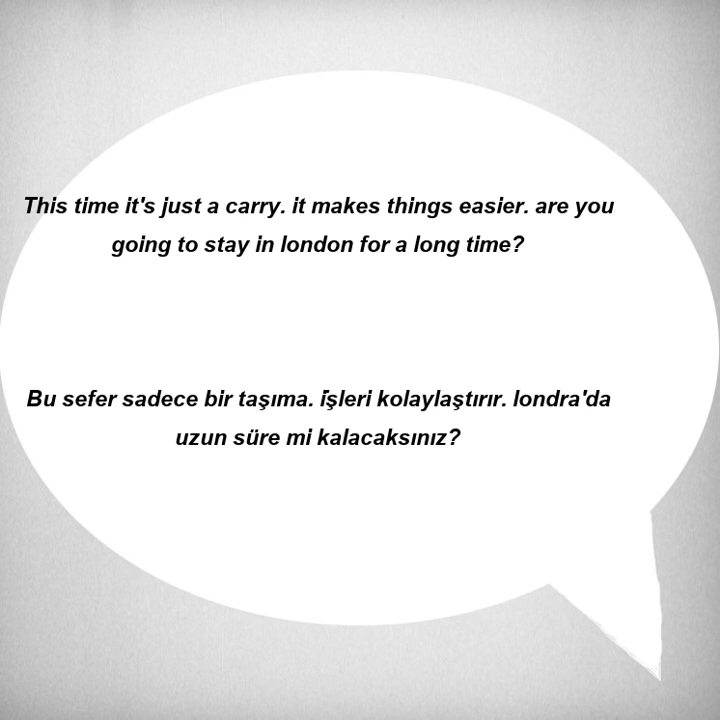 This time it's just a carry. it makes things easier. are you
going to stay in london for a long time?
Bu sefer sadece bir taşıma. i̇şleri kolaylaştırır. londra'da
uzun süre mi kalacaksınız?